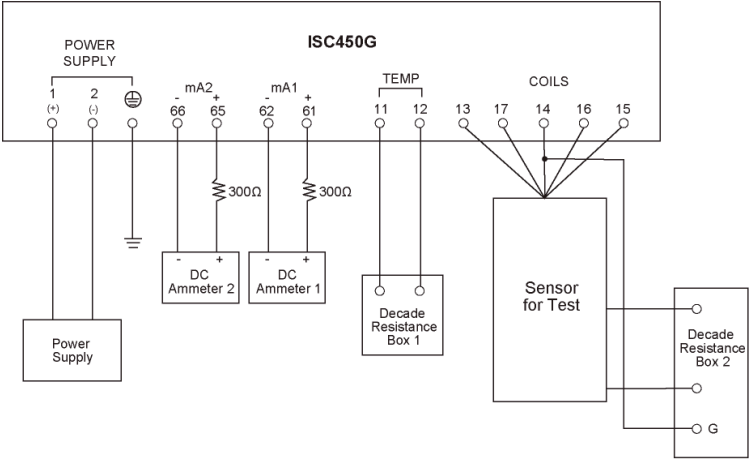 ISC450G
POWER
SUPPLY
1 2
(+) (-)
mA2
- +
66 65
mA1
- +
62 61
TEMP
11 12
COILS
13 17 14 16 15
300Ω 300Ω
- +
DC
Ammeter 2
- +
DC
Ammeter 1
Power
Supply
Decade
Resistance
Box 1
Sensor
for Test
Decade
Resistance
Box 2
G